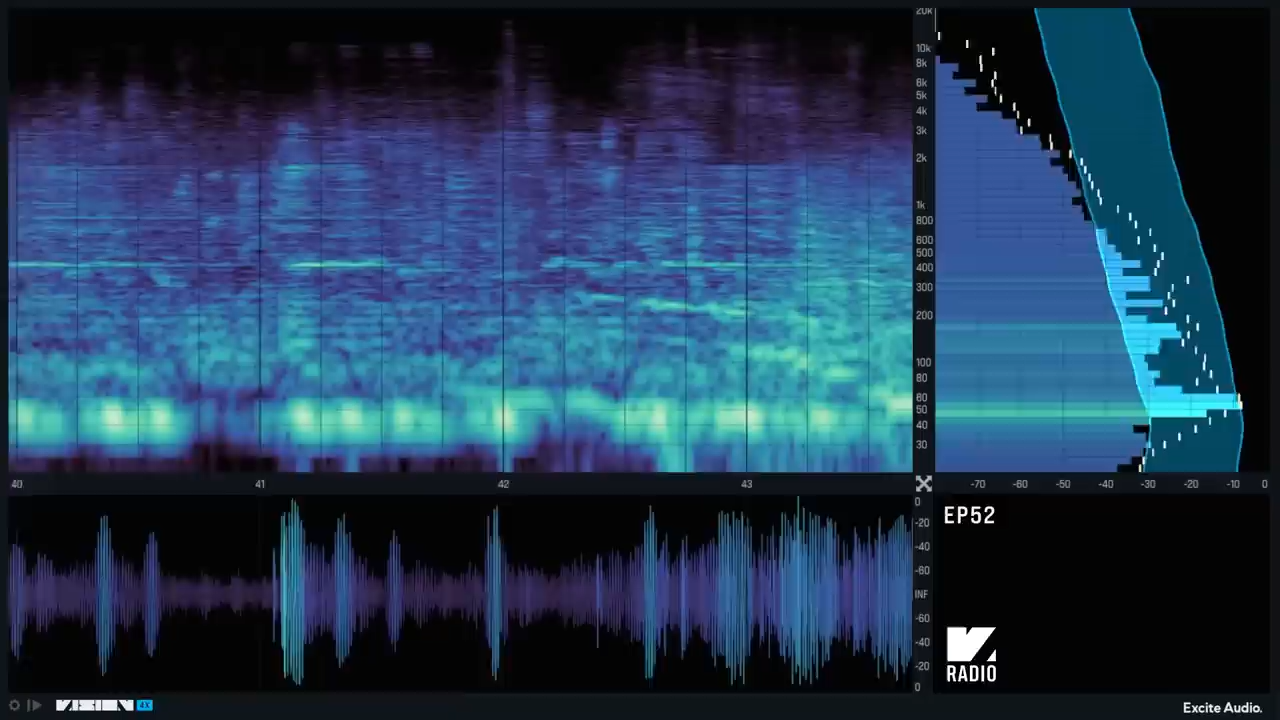 20k
10k
8k
6k
5k
4k
3k
2k
1k
800
600
500
400
300
200
100
80
60
50
40
30
40 41 42 43
-70 -60 -50 -40 -30 -20 -10 0
0
-20
-40
-60
INF
-60
-40
-20
0
EP52
RADIO
VISION 4X
Excite Audio.